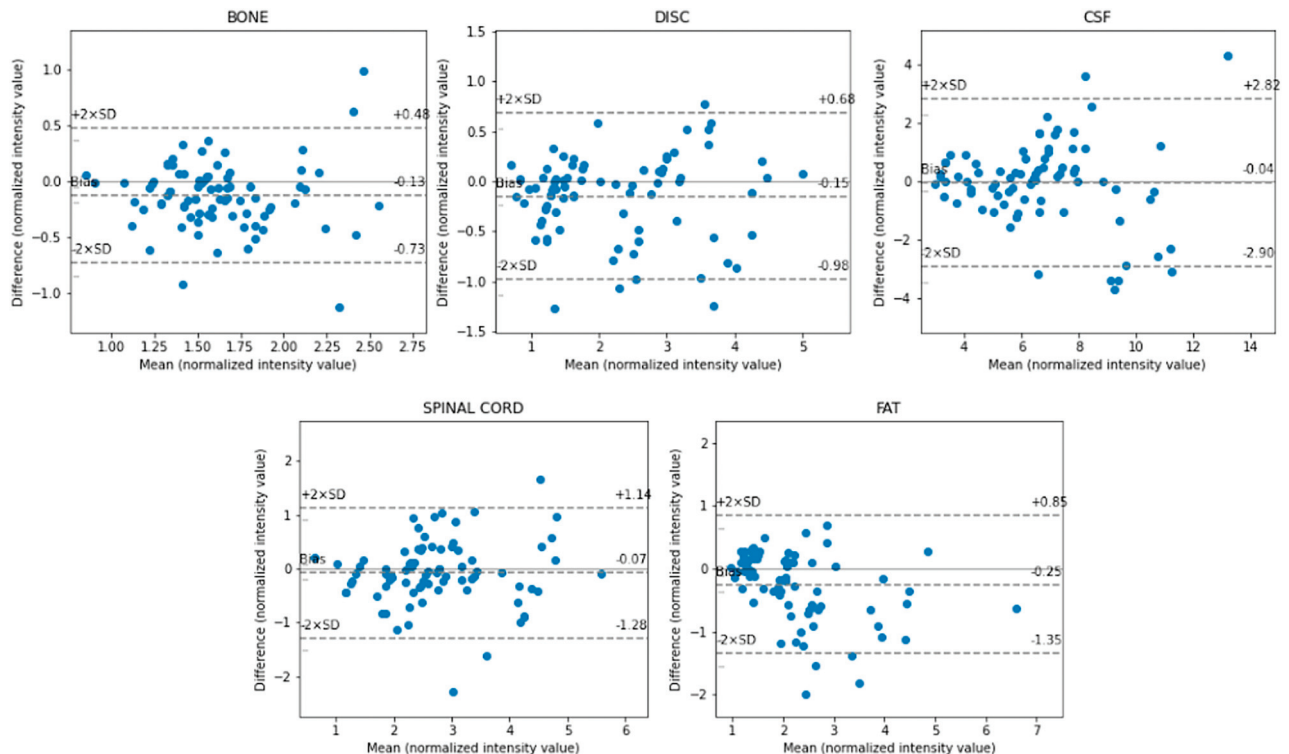 BONE
Difference (normalized intensity value)
1.0
0.5
0.0
−0.5
−1.0
+2×SD
+0.48
Bias
-0.13
-2×SD
-0.73
1.00 1.25 1.50 1.75 2.00 2.25 2.50 2.75
Mean (normalized intensity value)
DISC
Difference (normalized intensity value)
1.5
1.0
0.5
0.0
−0.5
−1.0
−1.5
+2×SD
+0.68
Bias
-0.15
-2×SD
-0.98
1 2 3 4 5
Mean (normalized intensity value)
CSF
Difference (normalized intensity value)
4
2
0
−2
−4
+2×SD
+2.82
Bias
-0.04
-2×SD
-2.90
4 6 8 10 12 14
Mean (normalized intensity value)
SPINAL CORD
Difference (normalized intensity value)
2
1
0
−1
−2
+2×SD
+1.14
Bias
-0.07
-2×SD
-1.28
1 2 3 4 5 6
Mean (normalized intensity value)
FAT
Difference (normalized intensity value)
2
1
0
−1
−2
+2×SD
+0.85
Bias
-0.25
-2×SD
-1.35
1 2 3 4 5 6 7
Mean (normalized intensity value)